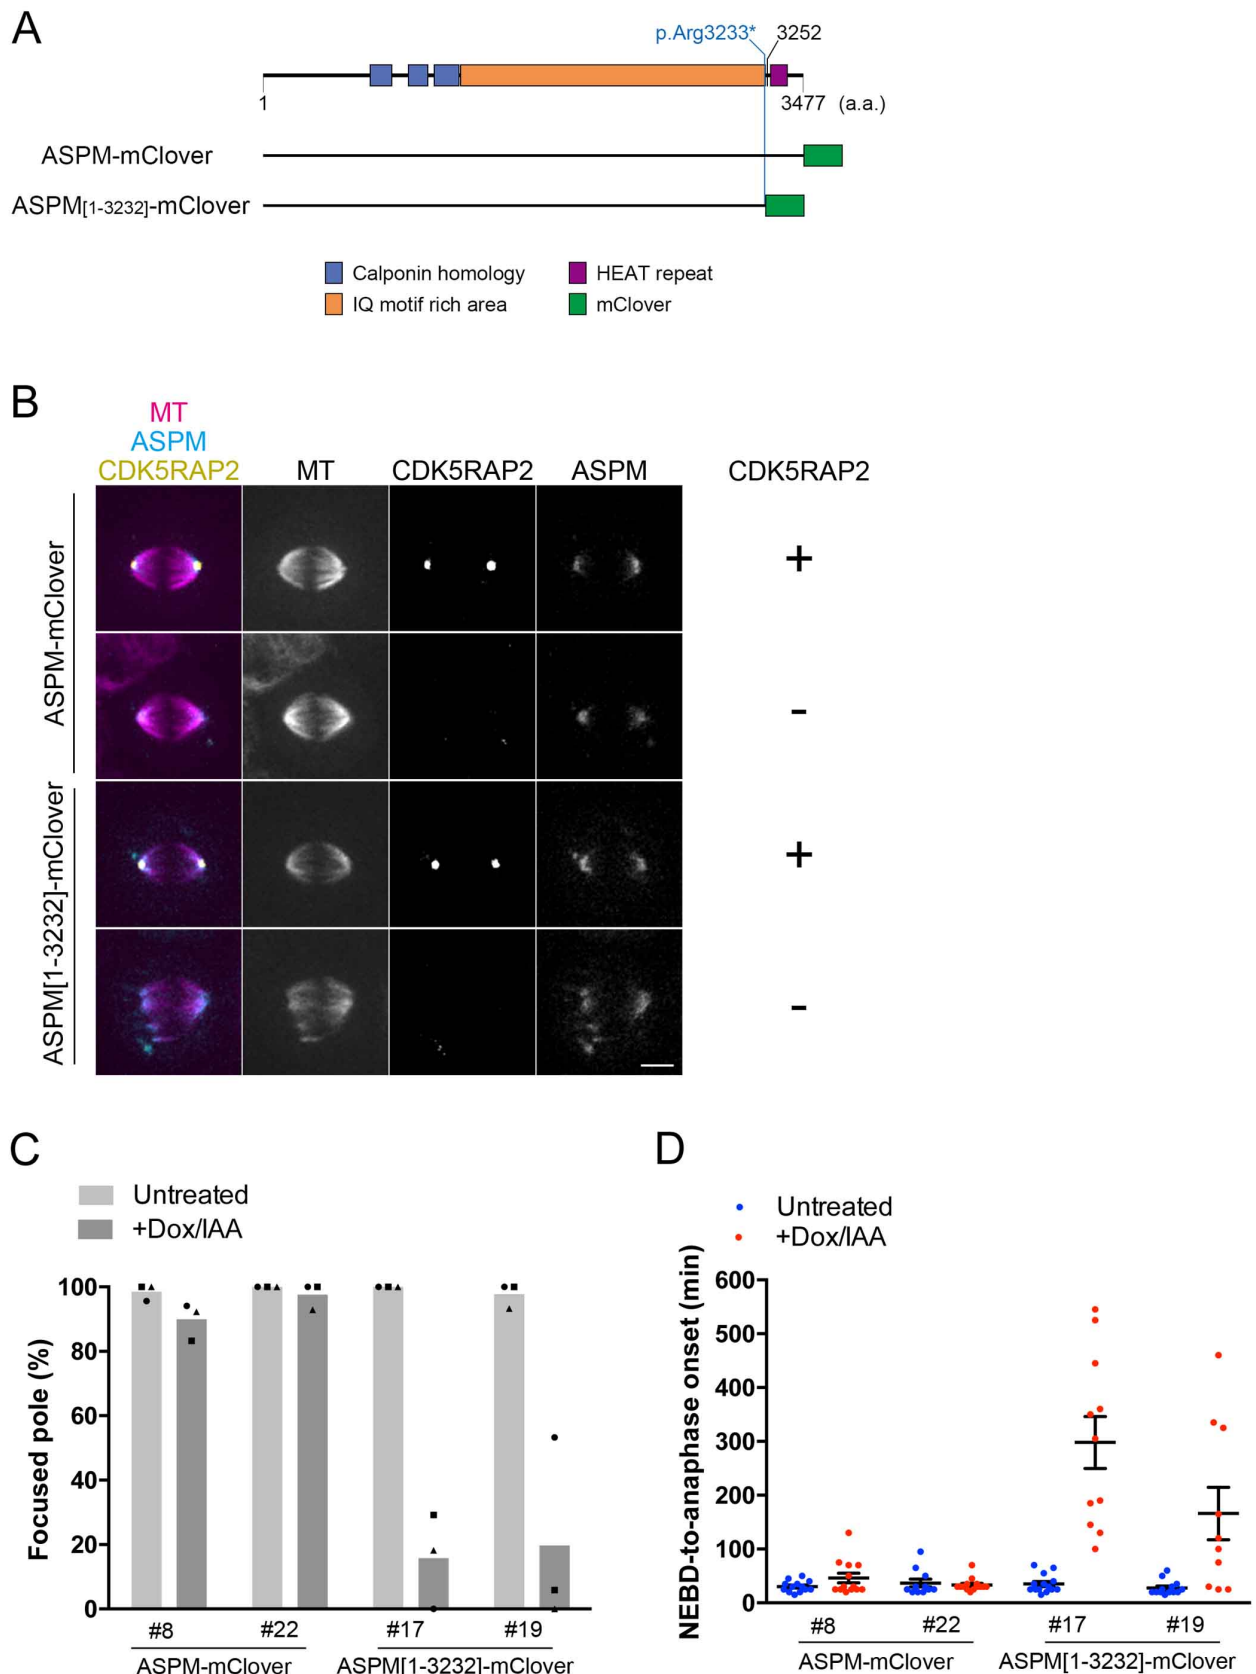 A
p.Arg3233* 3252
1 3477 (a.a.)
ASPM-mClover
ASPM[1-3232]-mClover
Calponin homology HEAT repeat
IQ motif rich area mClover
B
MT
ASPM
CDK5RAP2 MT CDK5RAP2 ASPM CDK5RAP2
ASPM-mClover
+
-
ASPM[1-3232]-mClover
+
-
C
Untreated
+Dox/IAA
Focused pole (%)
100
80
60
40
20
0
#8 #22 #17 #19
ASPM-mClover ASPM[1-3232]-mClover
D
Untreated
+Dox/IAA
NEBD-to-anaphase onset (min)
600
500
400
300
200
100
0
#8 #22 #17 #19
ASPM-mClover ASPM[1-3232]-mClover